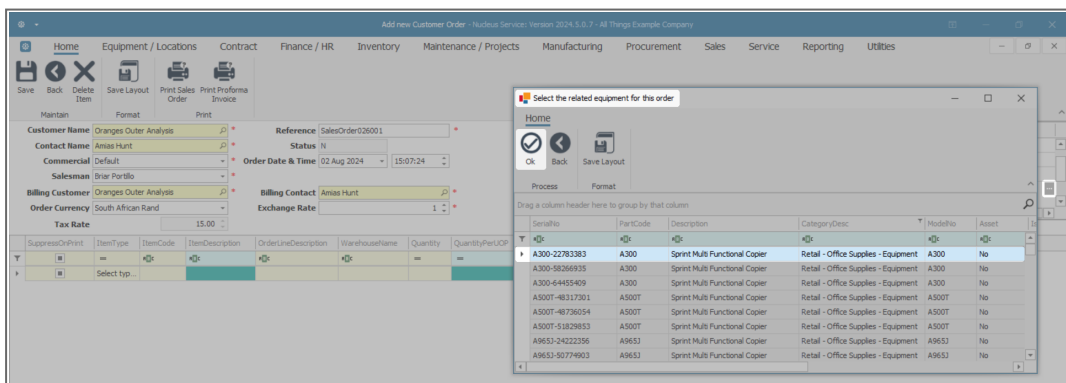 Add new Customer Order - Nucleus Service: Version 2024.5.0.7 - All Things Example Company
Home Equipment / Locations Contract Finance / HR Inventory Maintenance / Projects Manufacturing Procurement Sales Service Reporting Utilities
Save Back Delete Item Save Layout Print Sales Order Print Proforma Invoice
Maintain Format Print
Customer Name Oranges Outer Analysis * Reference SalesOrder026001 *
Contact Name Amias Hunt * Status N
Commercial Default * Order Date & Time 02 Aug 2024 15:07:24
Salesman Briar Portillo *
Billing Customer Oranges Outer Analysis * Billing Contact Amias Hunt *
Order Currency South African Rand Exchange Rate 1 *
Tax Rate 15.00
SuppressOnPrint ItemType ItemCode ItemDescription OrderLineDescription WarehouseName Quantity QuantityPerUOP
Select typ...
Select the related equipment for this order
Home
Ok Back Save Layout
Process Format
Drag a column header here to group by that column
SerialNo PartCode Description CategoryDesc ModelNo Asset Is
A300-22783383 A300 Sprint Multi Functional Copier Retail - Office Supplies - Equipment A300 No
A300-58266935 A300 Sprint Multi Functional Copier Retail - Office Supplies - Equipment A300 No
A300-64455409 A300 Sprint Multi Functional Copier Retail - Office Supplies - Equipment A300 No
A500T-48317301 A500T Sprint Multi Functional Copier Retail - Office Supplies - Equipment A500T No
A500T-48736054 A500T Sprint Multi Functional Copier Retail - Office Supplies - Equipment A500T No
A500T-51829853 A500T Sprint Multi Functional Copier Retail - Office Supplies - Equipment A500T No
A965J-24222356 A965J Sprint Multi Functional Copier Retail - Office Supplies - Equipment A965J No
A965J-50774903 A965J Sprint Multi Functional Copier Retail - Office Supplies - Equipment A965J No